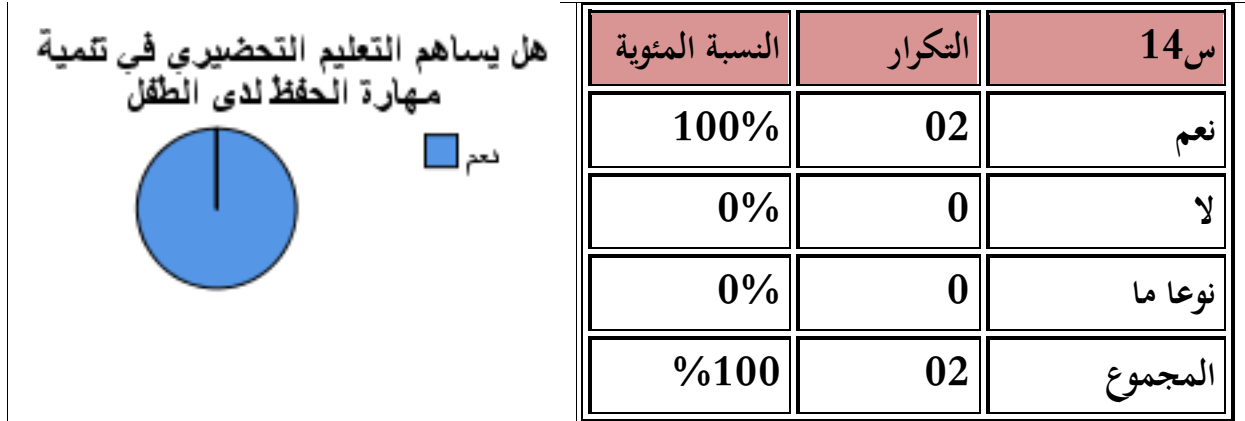 س14 التكرار النسبة المئوية
نعم 02 100%
لا 0 0%
نوعا ما 0 0%
المجموع 02 %100
هل يساهم التعليم التحضيري في تنمية
مهارة الحفظ لدى الطفل
نعم